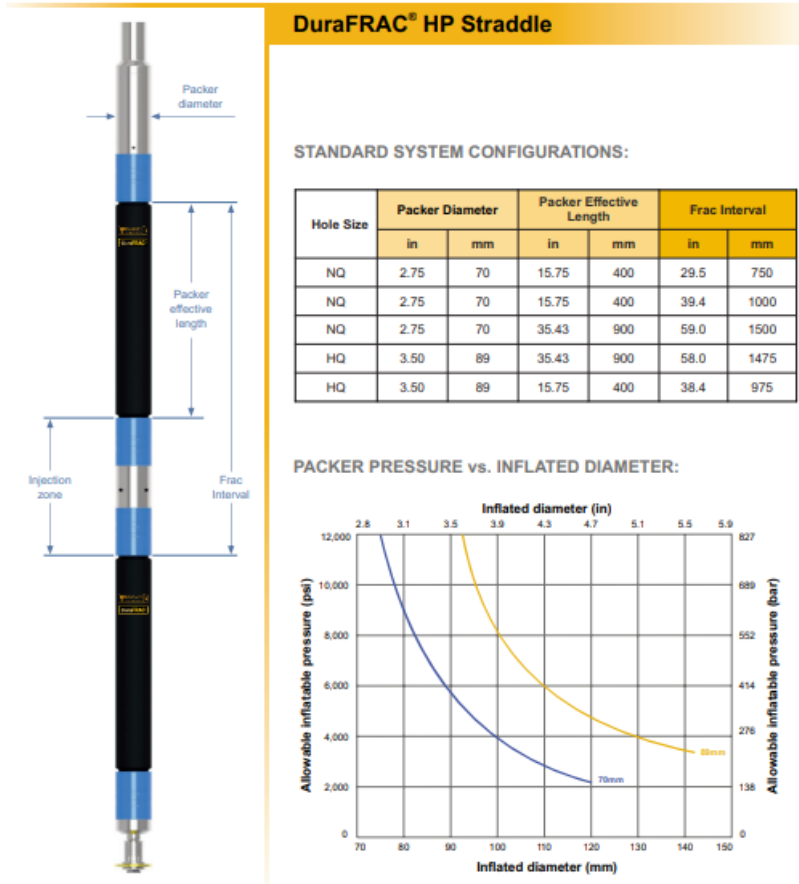 DuraFRAC® HP Straddle
Packer
diameter
Packer
effective
length
Injection
zone
Frac
Interval
DuraFRAC
DuraFRAC
STANDARD SYSTEM CONFIGURATIONS:
Hole Size Packer Diameter Packer Effective Length Frac Interval
in mm in mm in mm
NQ 2.75 70 15.75 400 29.5 750
NQ 2.75 70 15.75 400 39.4 1000
NQ 2.75 70 35.43 900 59.0 1500
HQ 3.50 89 35.43 900 58.0 1475
HQ 3.50 89 15.75 400 38.4 975
PACKER PRESSURE vs. INFLATED DIAMETER:
Inflated diameter (in)
2.8 3.1 3.5 3.9 4.3 4.7 5.1 5.5 5.9
12,000 827
10,000 689
8,000 552
6,000 414
4,000 276
2,000 138
0 0
Allowable inflatable pressure (psi)
Allowable inflatable pressure (bar)
70mm
70 80 90 100 110 120 130 140 150
Inflated diameter (mm)